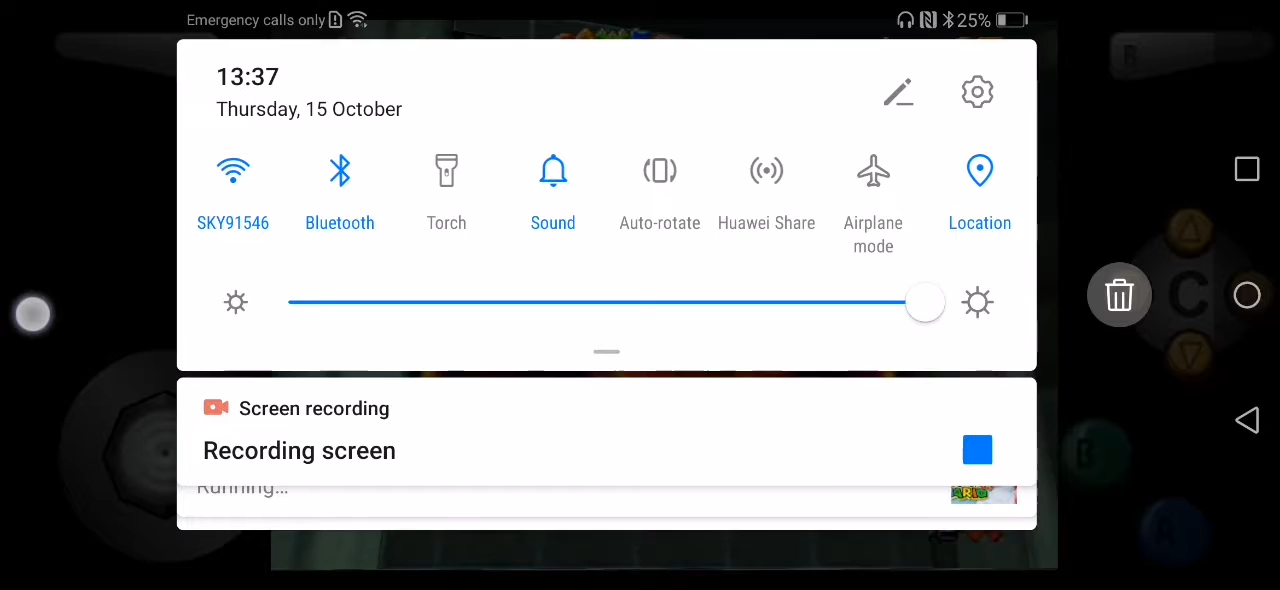 Emergency calls only
25%
R
13:37
Thursday, 15 October
SKY91546
Bluetooth
Torch
Sound
Auto-rotate
Huawei Share
Airplane
mode
Location
C
Screen recording
Recording screen
Running...
B
A